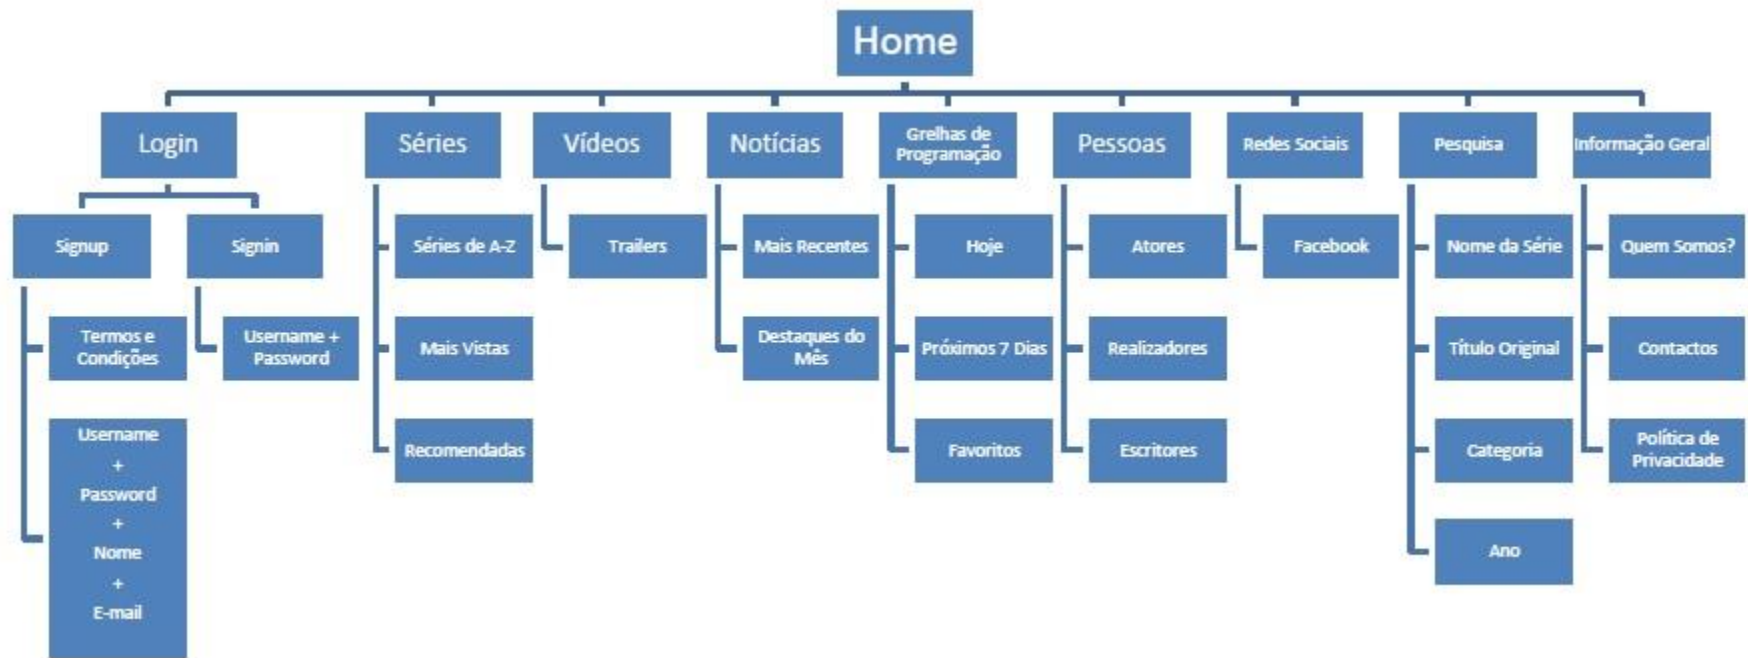 Home
Login
Séries
Vídeos
Notícias
Grelhas de
Programação
Pessoas
Redes Sociais
Pesquisa
Informação Geral
Signup
Signin
Séries de A-Z
Trailers
Mais Recentes
Hoje
Atores
Facebook
Nome da Série
Quem Somos?
Termos e
Condições
Username +
Password
Mais Vistas
Destaques do
Mês
Próximos 7 Dias
Realizadores
Título Original
Contactos
Username
+
Password
+
Nome
+
E-mail
Recomendadas
Favoritos
Escritores
Categoria
Política de
Privacidade
Ano